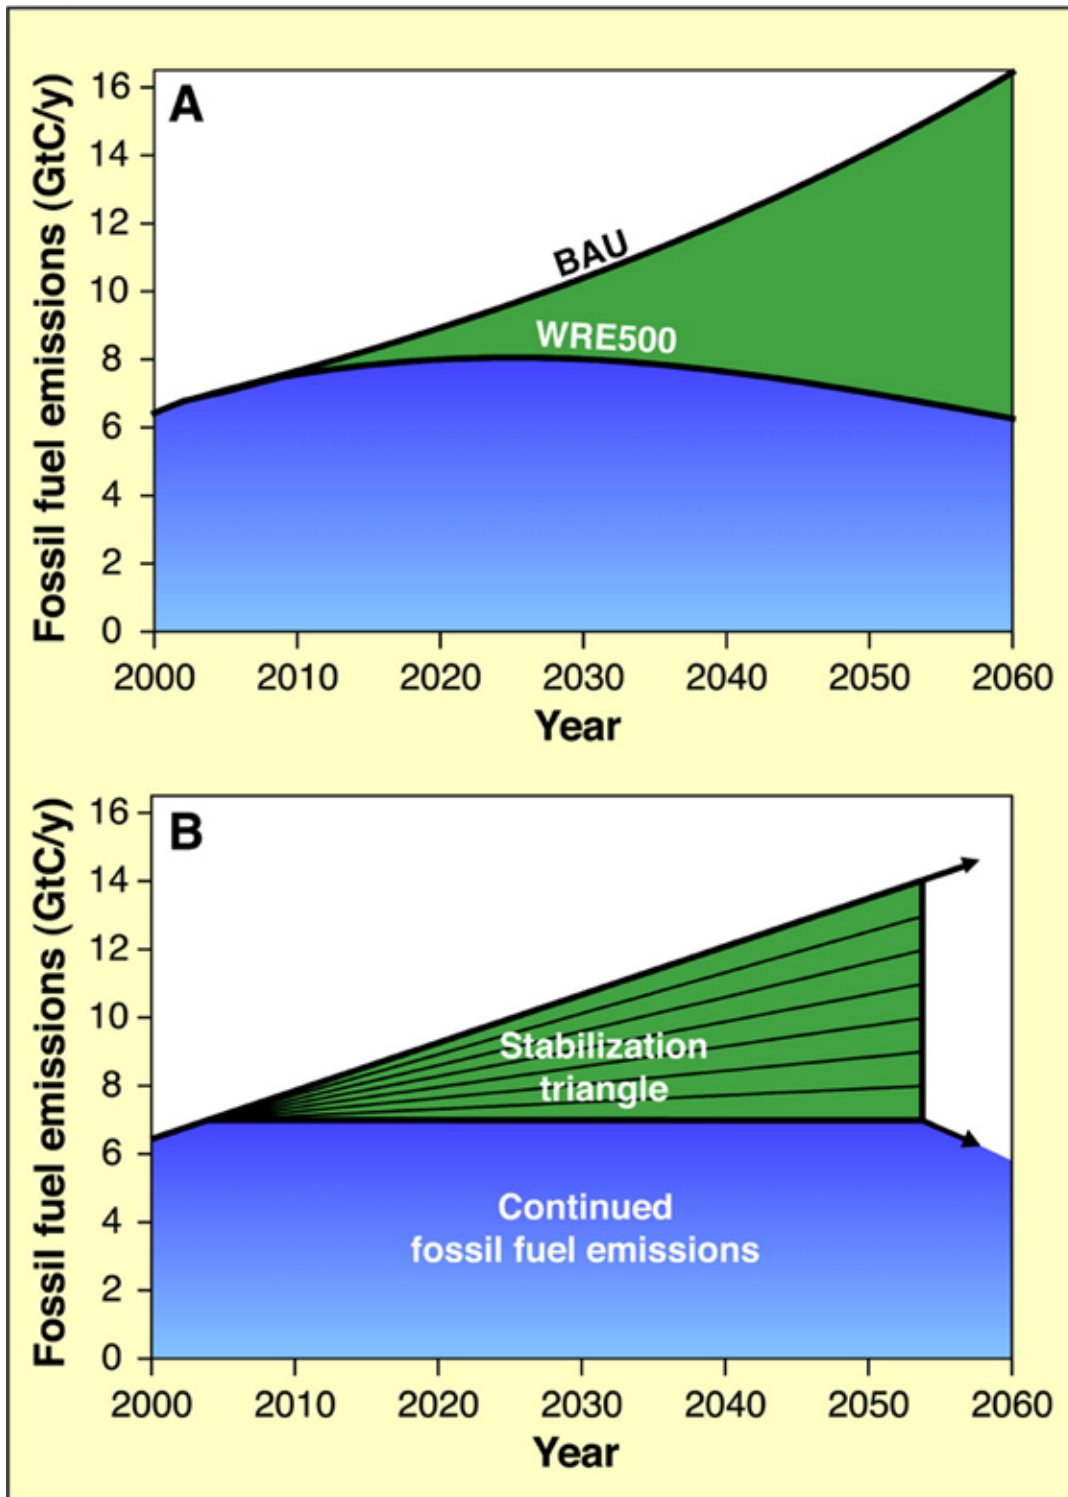 A
Fossil fuel emissions (GtC/y)
16
14
12
10
8
6
4
2
0
BAU
WRE500
2000 2010 2020 2030 2040 2050 2060
Year
B
Fossil fuel emissions (GtC/y)
16
14
12
10
8
6
4
2
0
Stabilization
triangle
Continued
fossil fuel emissions
2000 2010 2020 2030 2040 2050 2060
Year